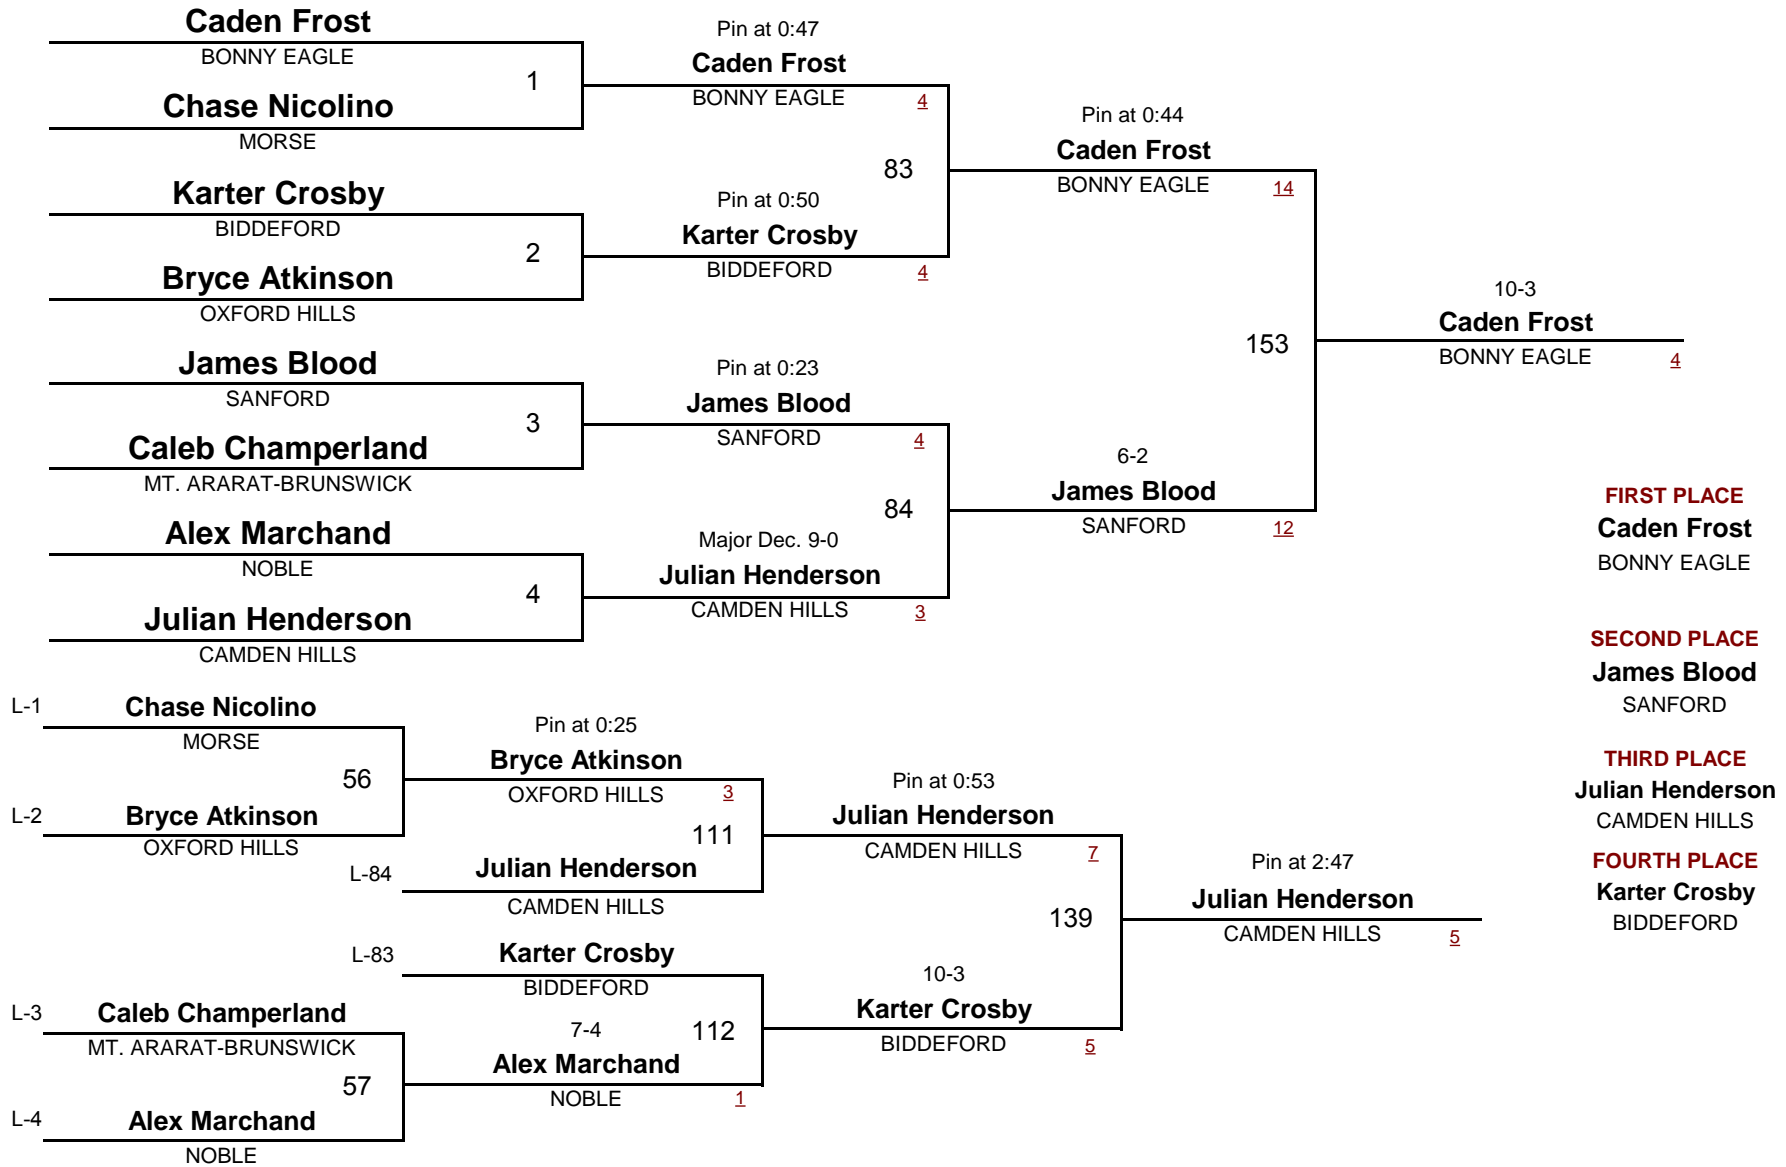 Caden Frost
BONNY EAGLE
1
Chase Nicolino
MORSE
Karter Crosby
BIDDEFORD
2
Bryce Atkinson
OXFORD HILLS
James Blood
SANFORD
3
Caleb Champerland
MT. ARARAT-BRUNSWICK
Alex Marchand
NOBLE
4
Julian Henderson
CAMDEN HILLS
Pin at 0:47
Caden Frost
BONNY EAGLE 4
83
Pin at 0:50
Karter Crosby
BIDDEFORD 4
Pin at 0:23
James Blood
SANFORD 4
84
Major Dec. 9-0
Julian Henderson
CAMDEN HILLS 3
Pin at 0:44
Caden Frost
BONNY EAGLE 14
153
6-2
James Blood
SANFORD 12
10-3
Caden Frost
BONNY EAGLE 4
FIRST PLACE
Caden Frost
BONNY EAGLE
SECOND PLACE
James Blood
SANFORD
THIRD PLACE
Julian Henderson
CAMDEN HILLS
FOURTH PLACE
Karter Crosby
BIDDEFORD
L-1 Chase Nicolino
MORSE
56
L-2 Bryce Atkinson
OXFORD HILLS
Pin at 0:25
Bryce Atkinson
OXFORD HILLS 3
111
L-84 Julian Henderson
CAMDEN HILLS
L-83 Karter Crosby
BIDDEFORD
112
L-3 Caleb Champerland
MT. ARARAT-BRUNSWICK
57
L-4 Alex Marchand
NOBLE
7-4
Alex Marchand
NOBLE 1
Pin at 0:53
Julian Henderson
CAMDEN HILLS 7
139
10-3
Karter Crosby
BIDDEFORD 5
Pin at 2:47
Julian Henderson
CAMDEN HILLS 5